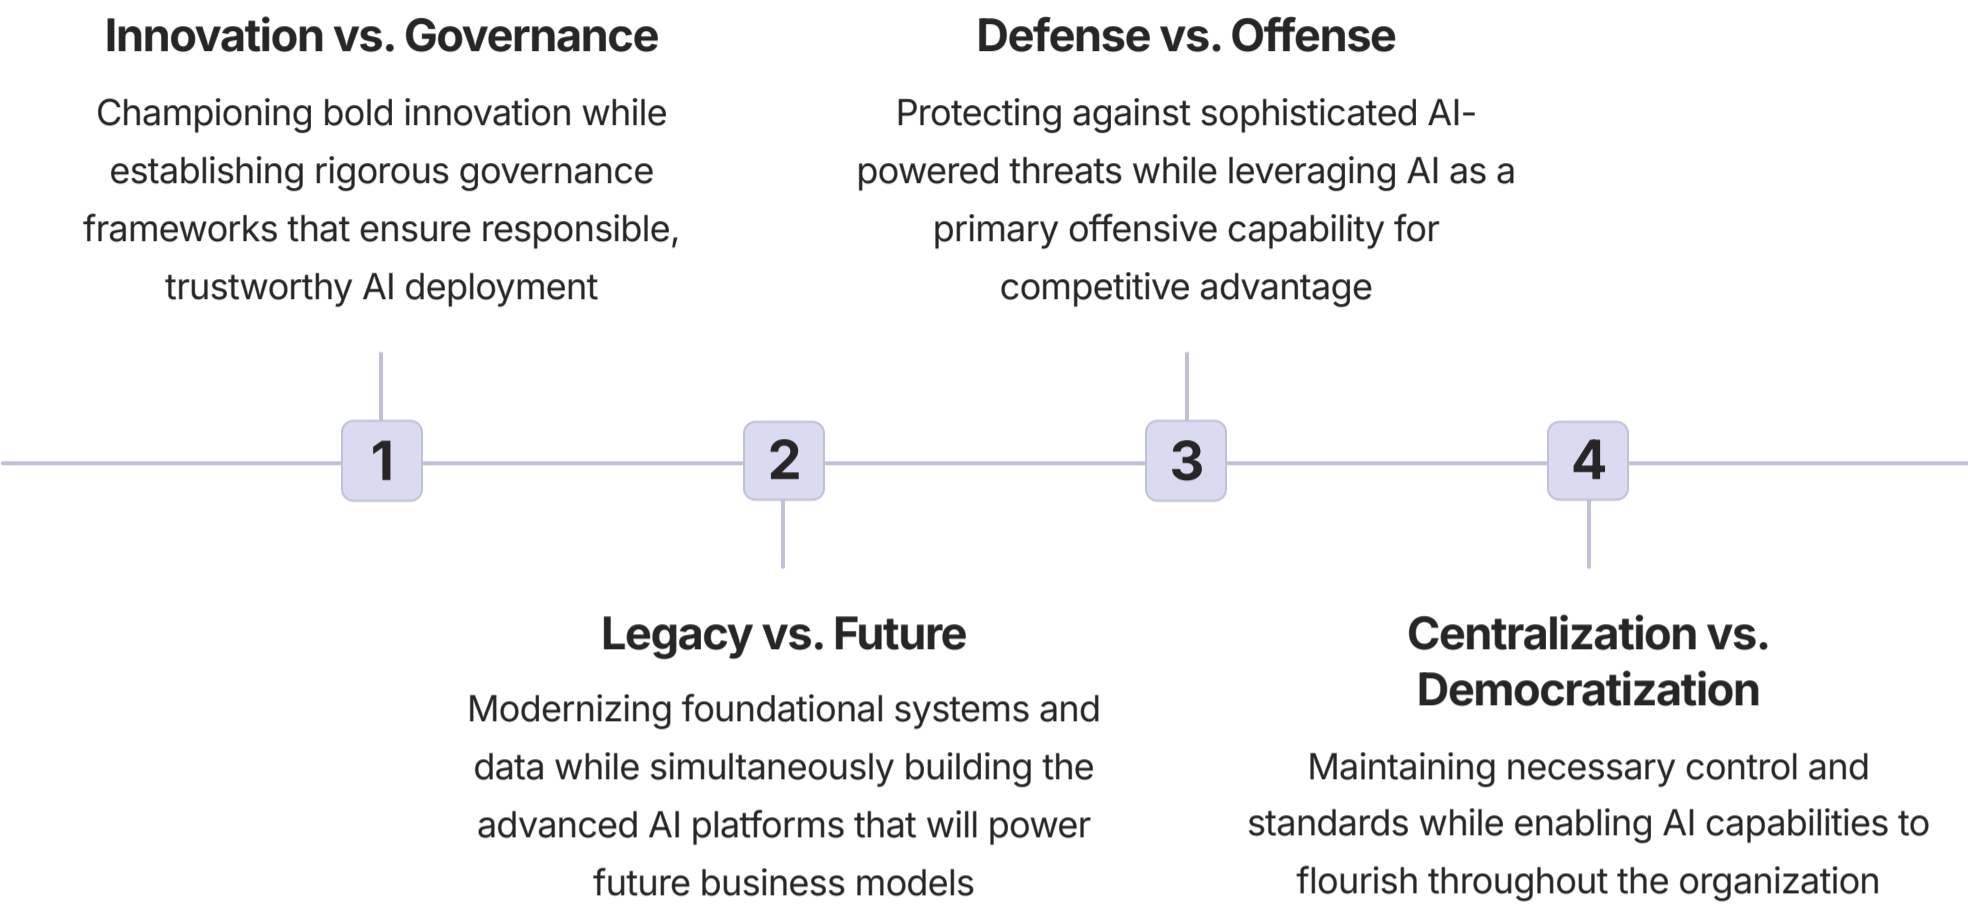 Innovation vs. Governance
Championing bold innovation while
establishing rigorous governance
frameworks that ensure responsible,
trustworthy AI deployment
Defense vs. Offense
Protecting against sophisticated AI-
powered threats while leveraging AI as a
primary offensive capability for
competitive advantage
1
2
3
4
Legacy vs. Future
Modernizing foundational systems and
data while simultaneously building the
advanced AI platforms that will power
future business models
Centralization vs.
Democratization
Maintaining necessary control and
standards while enabling AI capabilities to
flourish throughout the organization